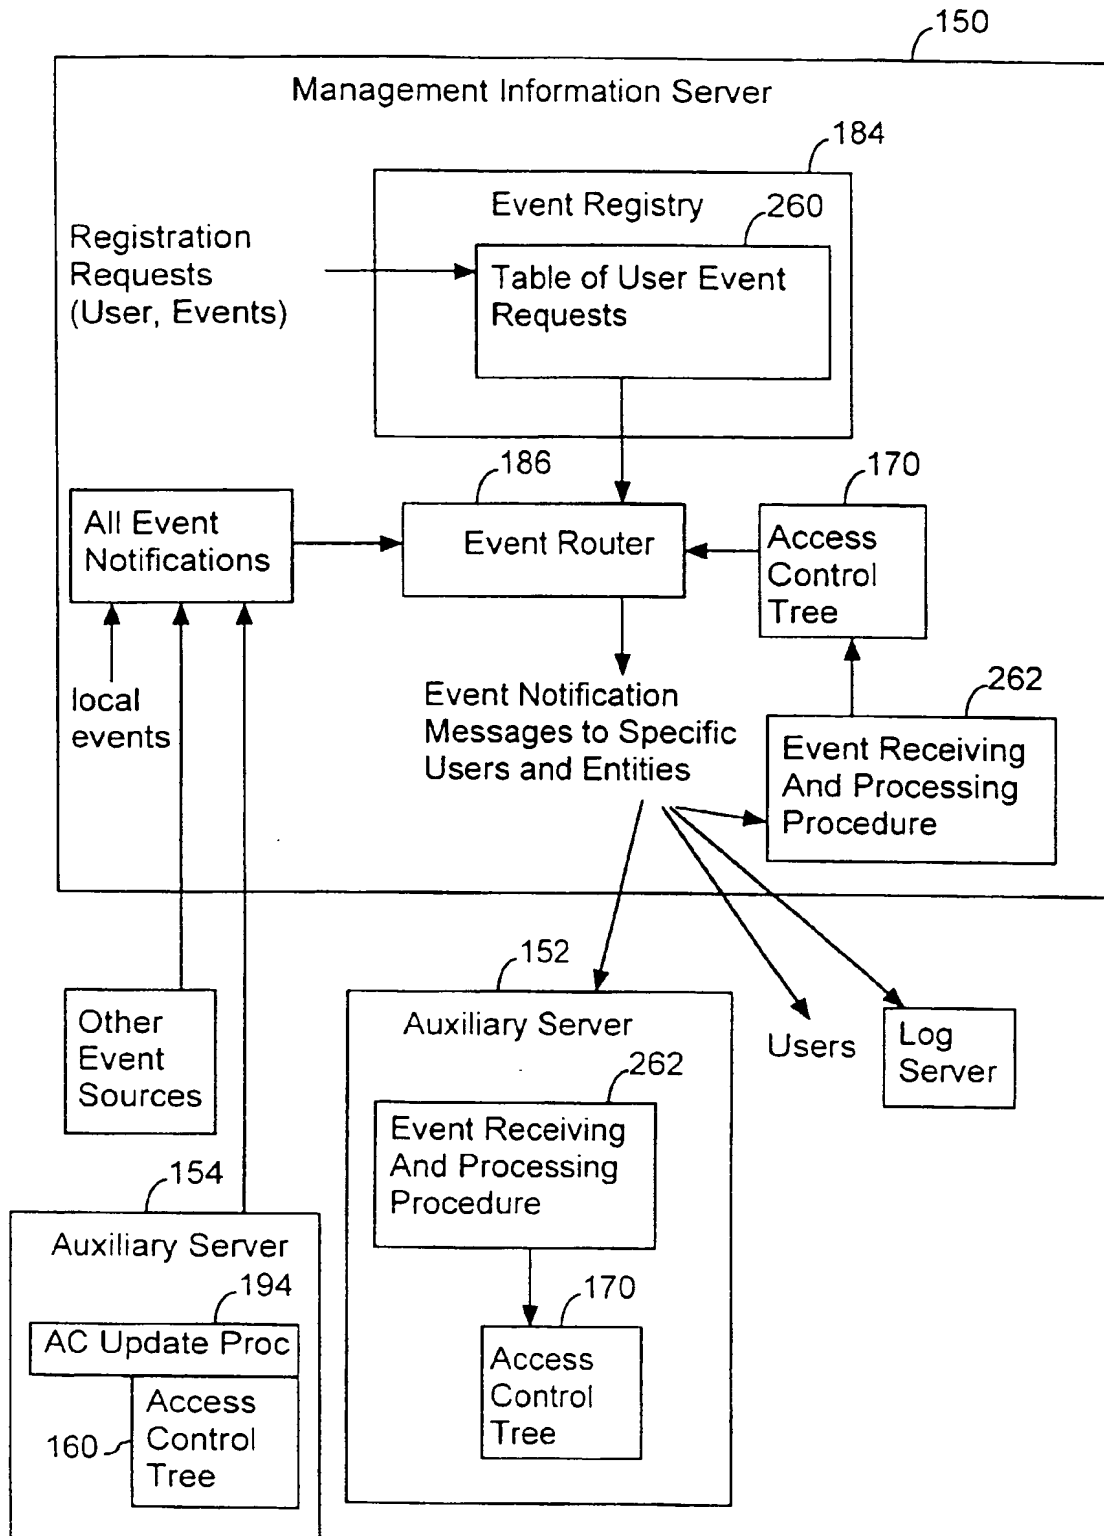 150
Management Information Server
184
Event Registry
260
Registration
Requests
(User, Events)
Table of User Event
Requests
186
170
All Event
Notifications
Event Router
Access
Control
Tree
local
events
Event Notification
Messages to Specific
Users and Entities
262
Event Receiving
And Processing
Procedure
152
Other
Event
Sources
Auxiliary Server
Users
Log
Server
262
Event Receiving
And Processing
Procedure
154
Auxiliary Server
194
AC Update Proc
170
Access
Control
Tree
160
Access
Control
Tree